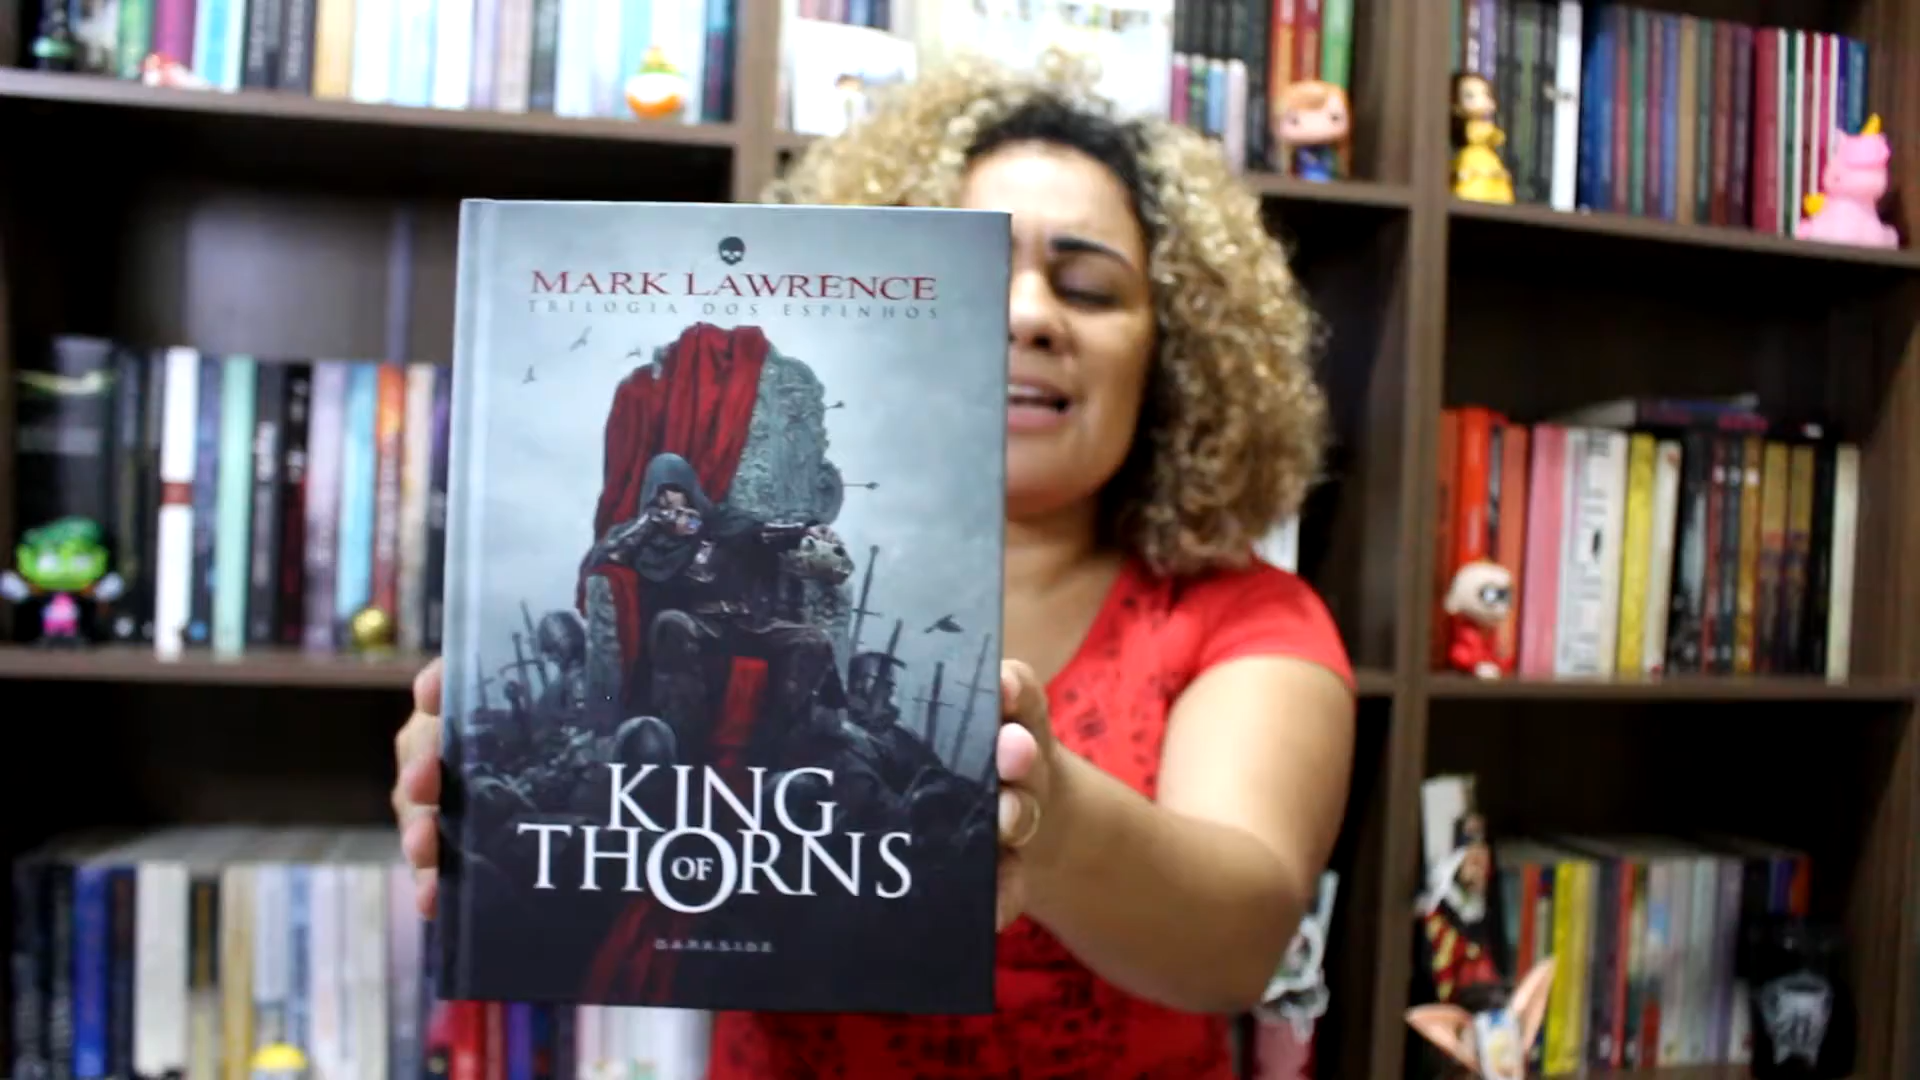 MARK LAWRENCE
TRILOGIA DOS ESPINHOS
KING
OF
THORNS
DARKSIDE